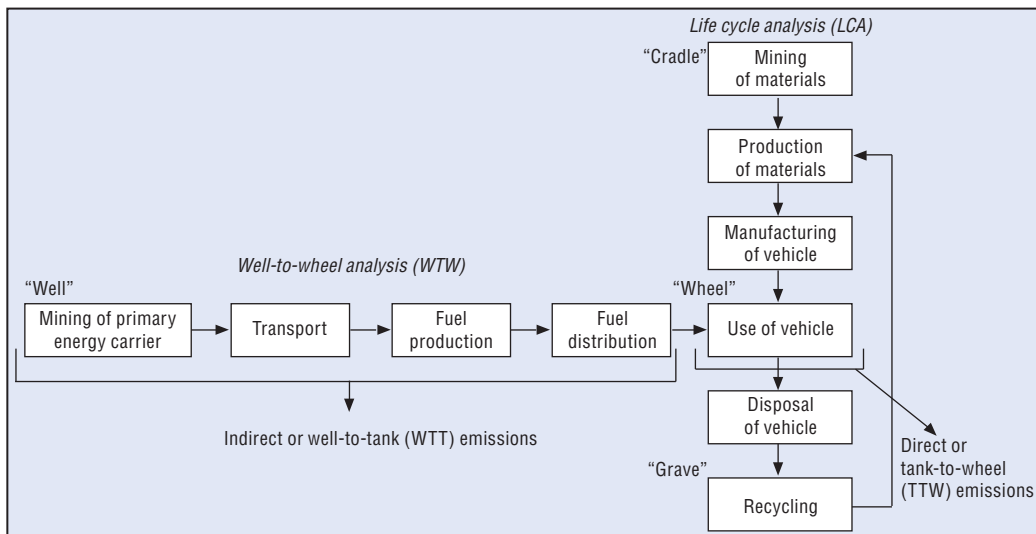 Life cycle analysis (LCA)
“Cradle”
Mining
of materials
Production
of materials
Manufacturing
of vehicle
Well-to-wheel analysis (WTW)
“Well”
“Wheel”
Mining of primary
energy carrier
Transport
Fuel
production
Fuel
distribution
Use of vehicle
Indirect or well-to-tank (WTT) emissions
Disposal
of vehicle
Direct or
tank-to-wheel
(TTW) emissions
“Grave”
Recycling